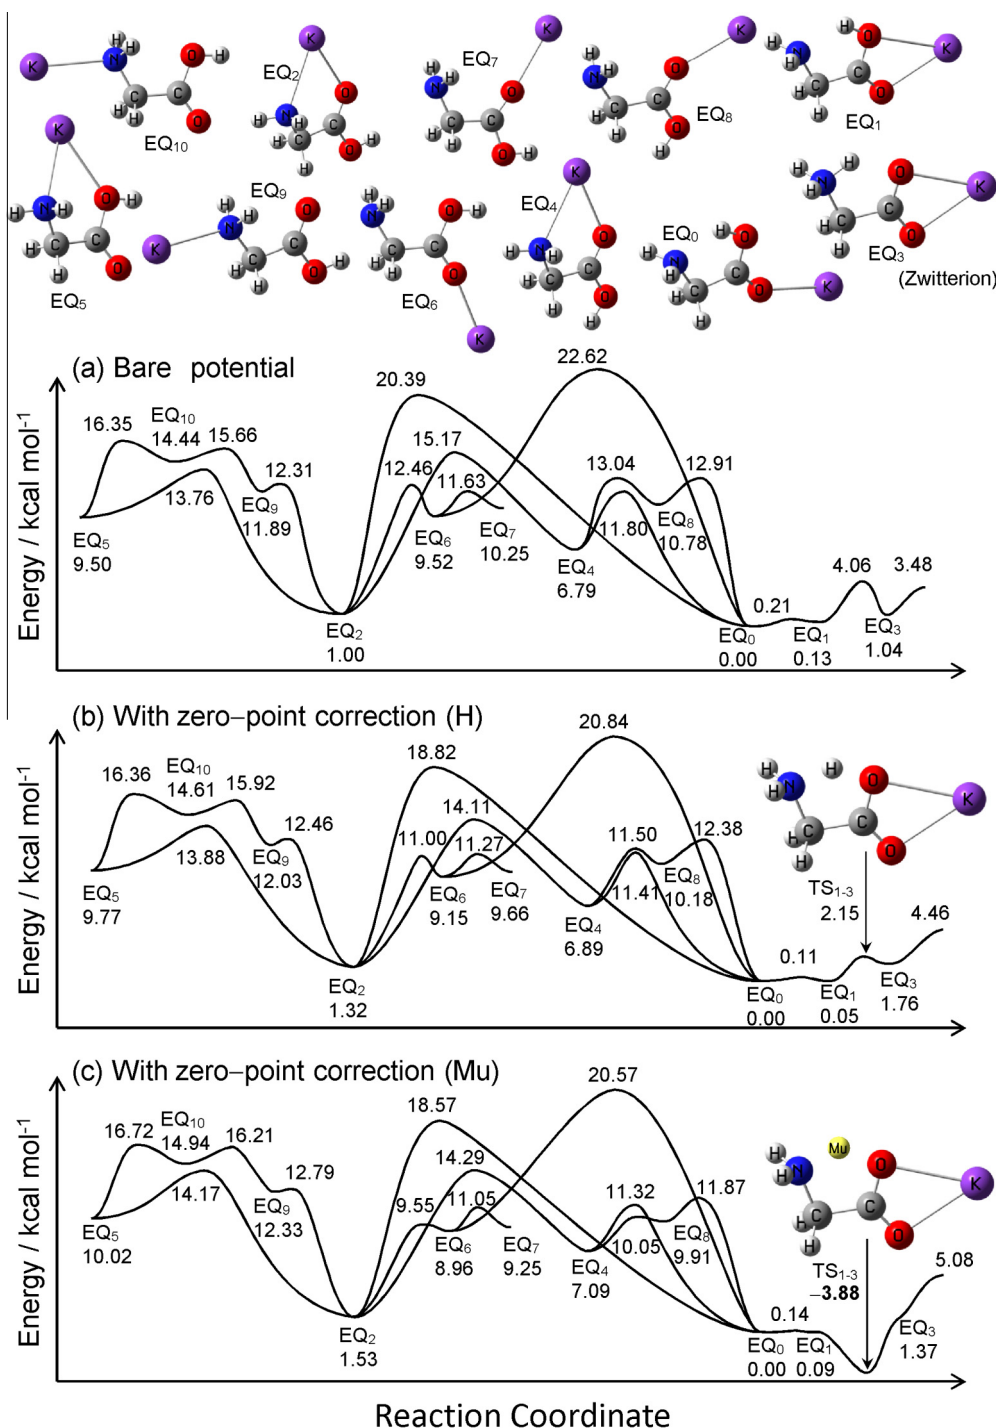 EQ10
EQ2
EQ7
EQ8
EQ1
EQ5
EQ9
EQ6
EQ4
EQ0
EQ3
(Zwitterion)
K N H H C H H O O H
K N H H C H H O O H
K N H H C H H O O H
K N H H C H H O O H
K N H H C H H O O H
K N H H C H H O O H
K N H H C H H O O H
K N H H C H H O O H
K N H H C H H O O H
K N H H C H H O O H
K N H H H C H H O O
(a) Bare potential
Energy / kcal mol-1
22.62
20.39
16.35
EQ10
14.44
15.66
12.31
13.76
EQ9
11.89
EQ5
9.50
EQ2
1.00
15.17
12.46
11.63
EQ6
9.52
EQ7
10.25
13.04
12.91
11.80
EQ8
10.78
EQ4
6.79
EQ0
0.00
0.21
EQ1
0.13
4.06
3.48
EQ3
1.04
(b) With zero–point correction (H)
Energy / kcal mol-1
20.84
18.82
16.36
EQ10
14.61
15.92
12.46
13.88
EQ9
12.03
EQ5
9.77
EQ2
1.32
14.11
11.00
11.27
EQ6
9.15
EQ7
9.66
11.50
12.38
11.41
EQ8
10.18
EQ4
6.89
EQ0
0.00
0.11
EQ1
0.05
H H N H C H H C O O K
TS1-3
2.15
4.46
EQ3
1.76
(c) With zero–point correction (Mu)
Energy / kcal mol-1
20.57
18.57
16.72
EQ10
14.94
16.21
12.79
14.17
EQ9
12.33
EQ5
10.02
EQ2
1.53
14.29
9.55
11.05
EQ6
8.96
EQ7
9.25
11.32
11.87
10.05
EQ8
9.91
EQ4
7.09
EQ0
0.00
0.14
EQ1
0.09
H H N Mu C H H C O O K
TS1-3
−3.88
5.08
EQ3
1.37
Reaction Coordinate